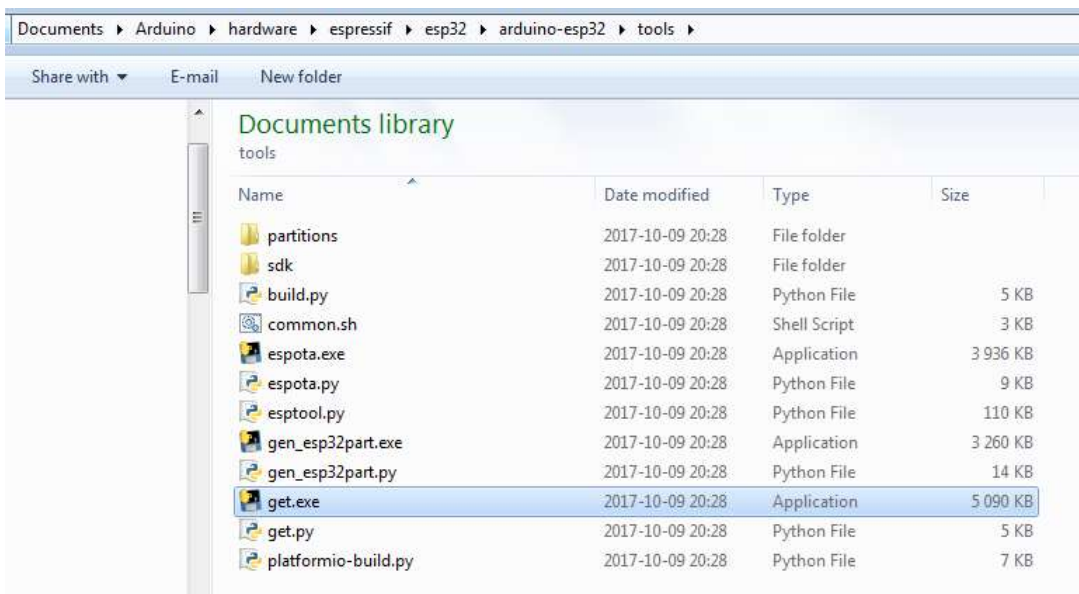 Documents Arduino hardware espressif esp32 arduino-esp32 tools
Share with E-mail New folder
Documents library
tools
Name Date modified Type Size
partitions 2017-10-09 20:28 File folder
sdk 2017-10-09 20:28 File folder
build.py 2017-10-09 20:28 Python File 5 KB
common.sh 2017-10-09 20:28 Shell Script 3 KB
espota.exe 2017-10-09 20:28 Application 3 936 KB
espota.py 2017-10-09 20:28 Python File 9 KB
esptool.py 2017-10-09 20:28 Python File 110 KB
gen_esp32part.exe 2017-10-09 20:28 Application 3 260 KB
gen_esp32part.py 2017-10-09 20:28 Python File 14 KB
get.exe 2017-10-09 20:28 Application 5 090 KB
get.py 2017-10-09 20:28 Python File 5 KB
platformio-build.py 2017-10-09 20:28 Python File 7 KB